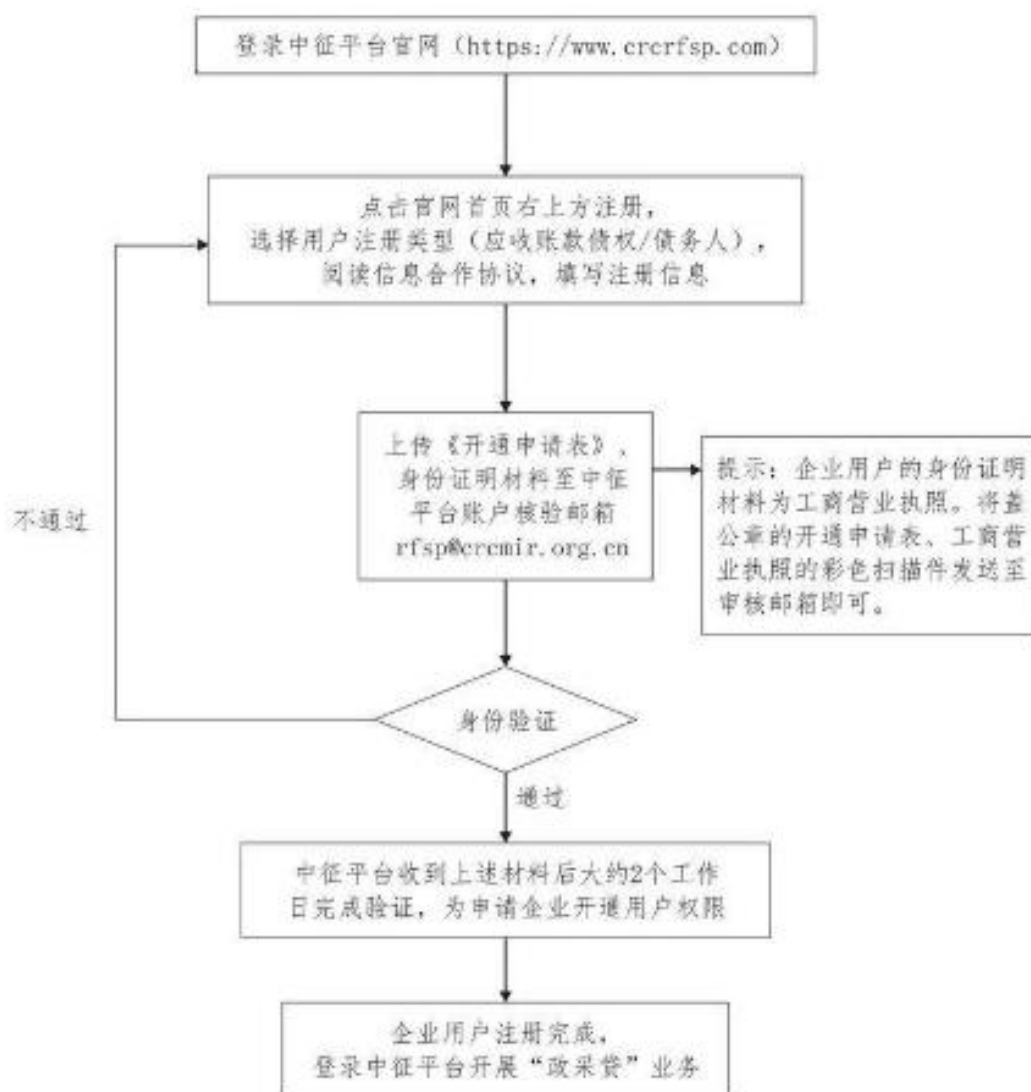 登录中征平台官网（https://www.crcrfsp.com）
点击官网首页右上方注册，
选择用户注册类型（应收账款债权/债务人），
阅读信息合作协议，填写注册信息
上传《开通申请表》、
身份证明材料至中征
平台账户核验邮箱
rfsp@crcmir.org.cn
提示：企业用户的身份证明
材料为工商营业执照。将盖
公章的开通申请表、工商营
业执照的彩色扫描件发送至
审核邮箱即可。
不通过
身份验证
通过
中征平台收到上述材料后大约2个工作
日完成验证，为申请企业开通用户权限
企业用户注册完成，
登录中征平台开展“政采贷”业务